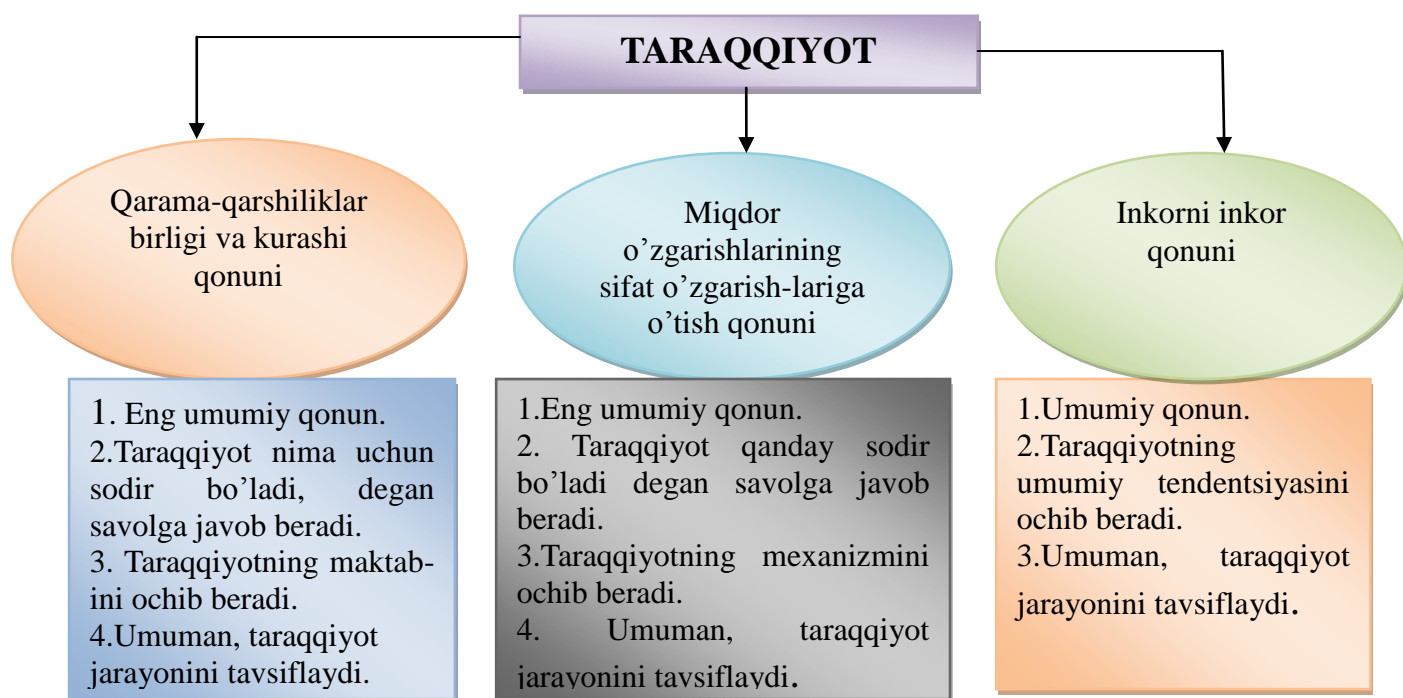 TARAQQIYOT
Qarama-qarshiliklar
birligi va kurashi
qonuni
Miqdor
o’zgarishlarining
sifat o’zgarish-lariga
o’tish qonuni
Inkorni inkor
qonuni
1. Eng umumiy qonun.
2.Taraqqiyot nima uchun
sodir bo’ladi, degan
savolga javob beradi.
3. Taraqqiyotning maktab-
ini ochib beradi.
4.Umuman, taraqqiyot
jarayonini tavsiflaydi.
1.Eng umumiy qonun.
2. Taraqqiyot qanday sodir
bo’ladi degan savolga javob
beradi.
3.Taraqqiyotning mexanizmini
ochib beradi.
4. Umuman, taraqqiyot
jarayonini tavsiflaydi.
1.Umumiy qonun.
2.Taraqqiyotning
umumiy tendentsiyasini
ochib beradi.
3.Umuman, taraqqiyot
jarayonini tavsiflaydi.